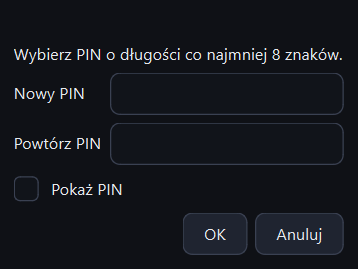 Wybierz PIN o długości co najmniej 8 znaków.
Nowy PIN
Powtórz PIN
Pokaż PIN
OK Anuluj